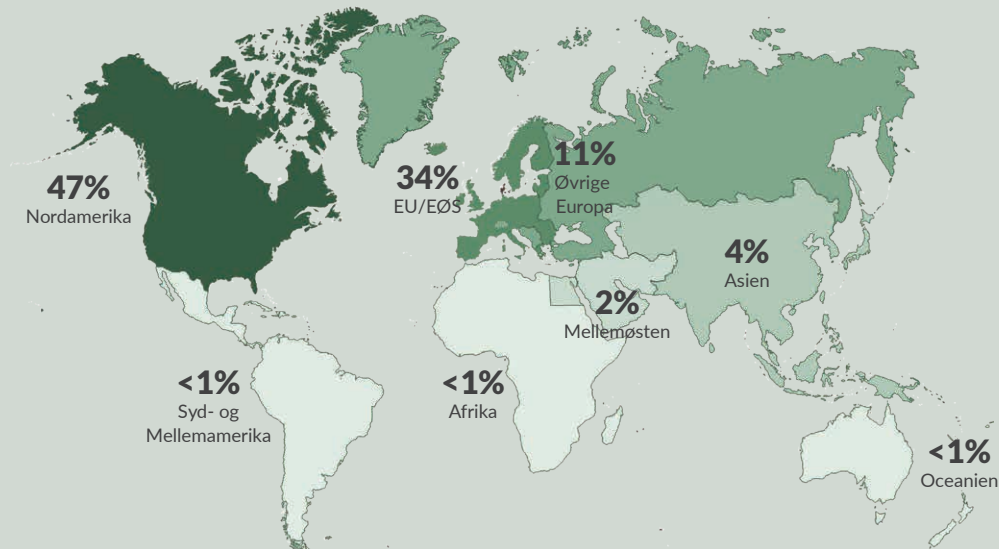 47%
Nordamerika
34%
EU/EØS
11%
Øvrige
Europa
4%
Asien
2%
Mellemøsten
<1%
Syd- og
Mellemamerika
<1%
Afrika
<1%
Oceanien